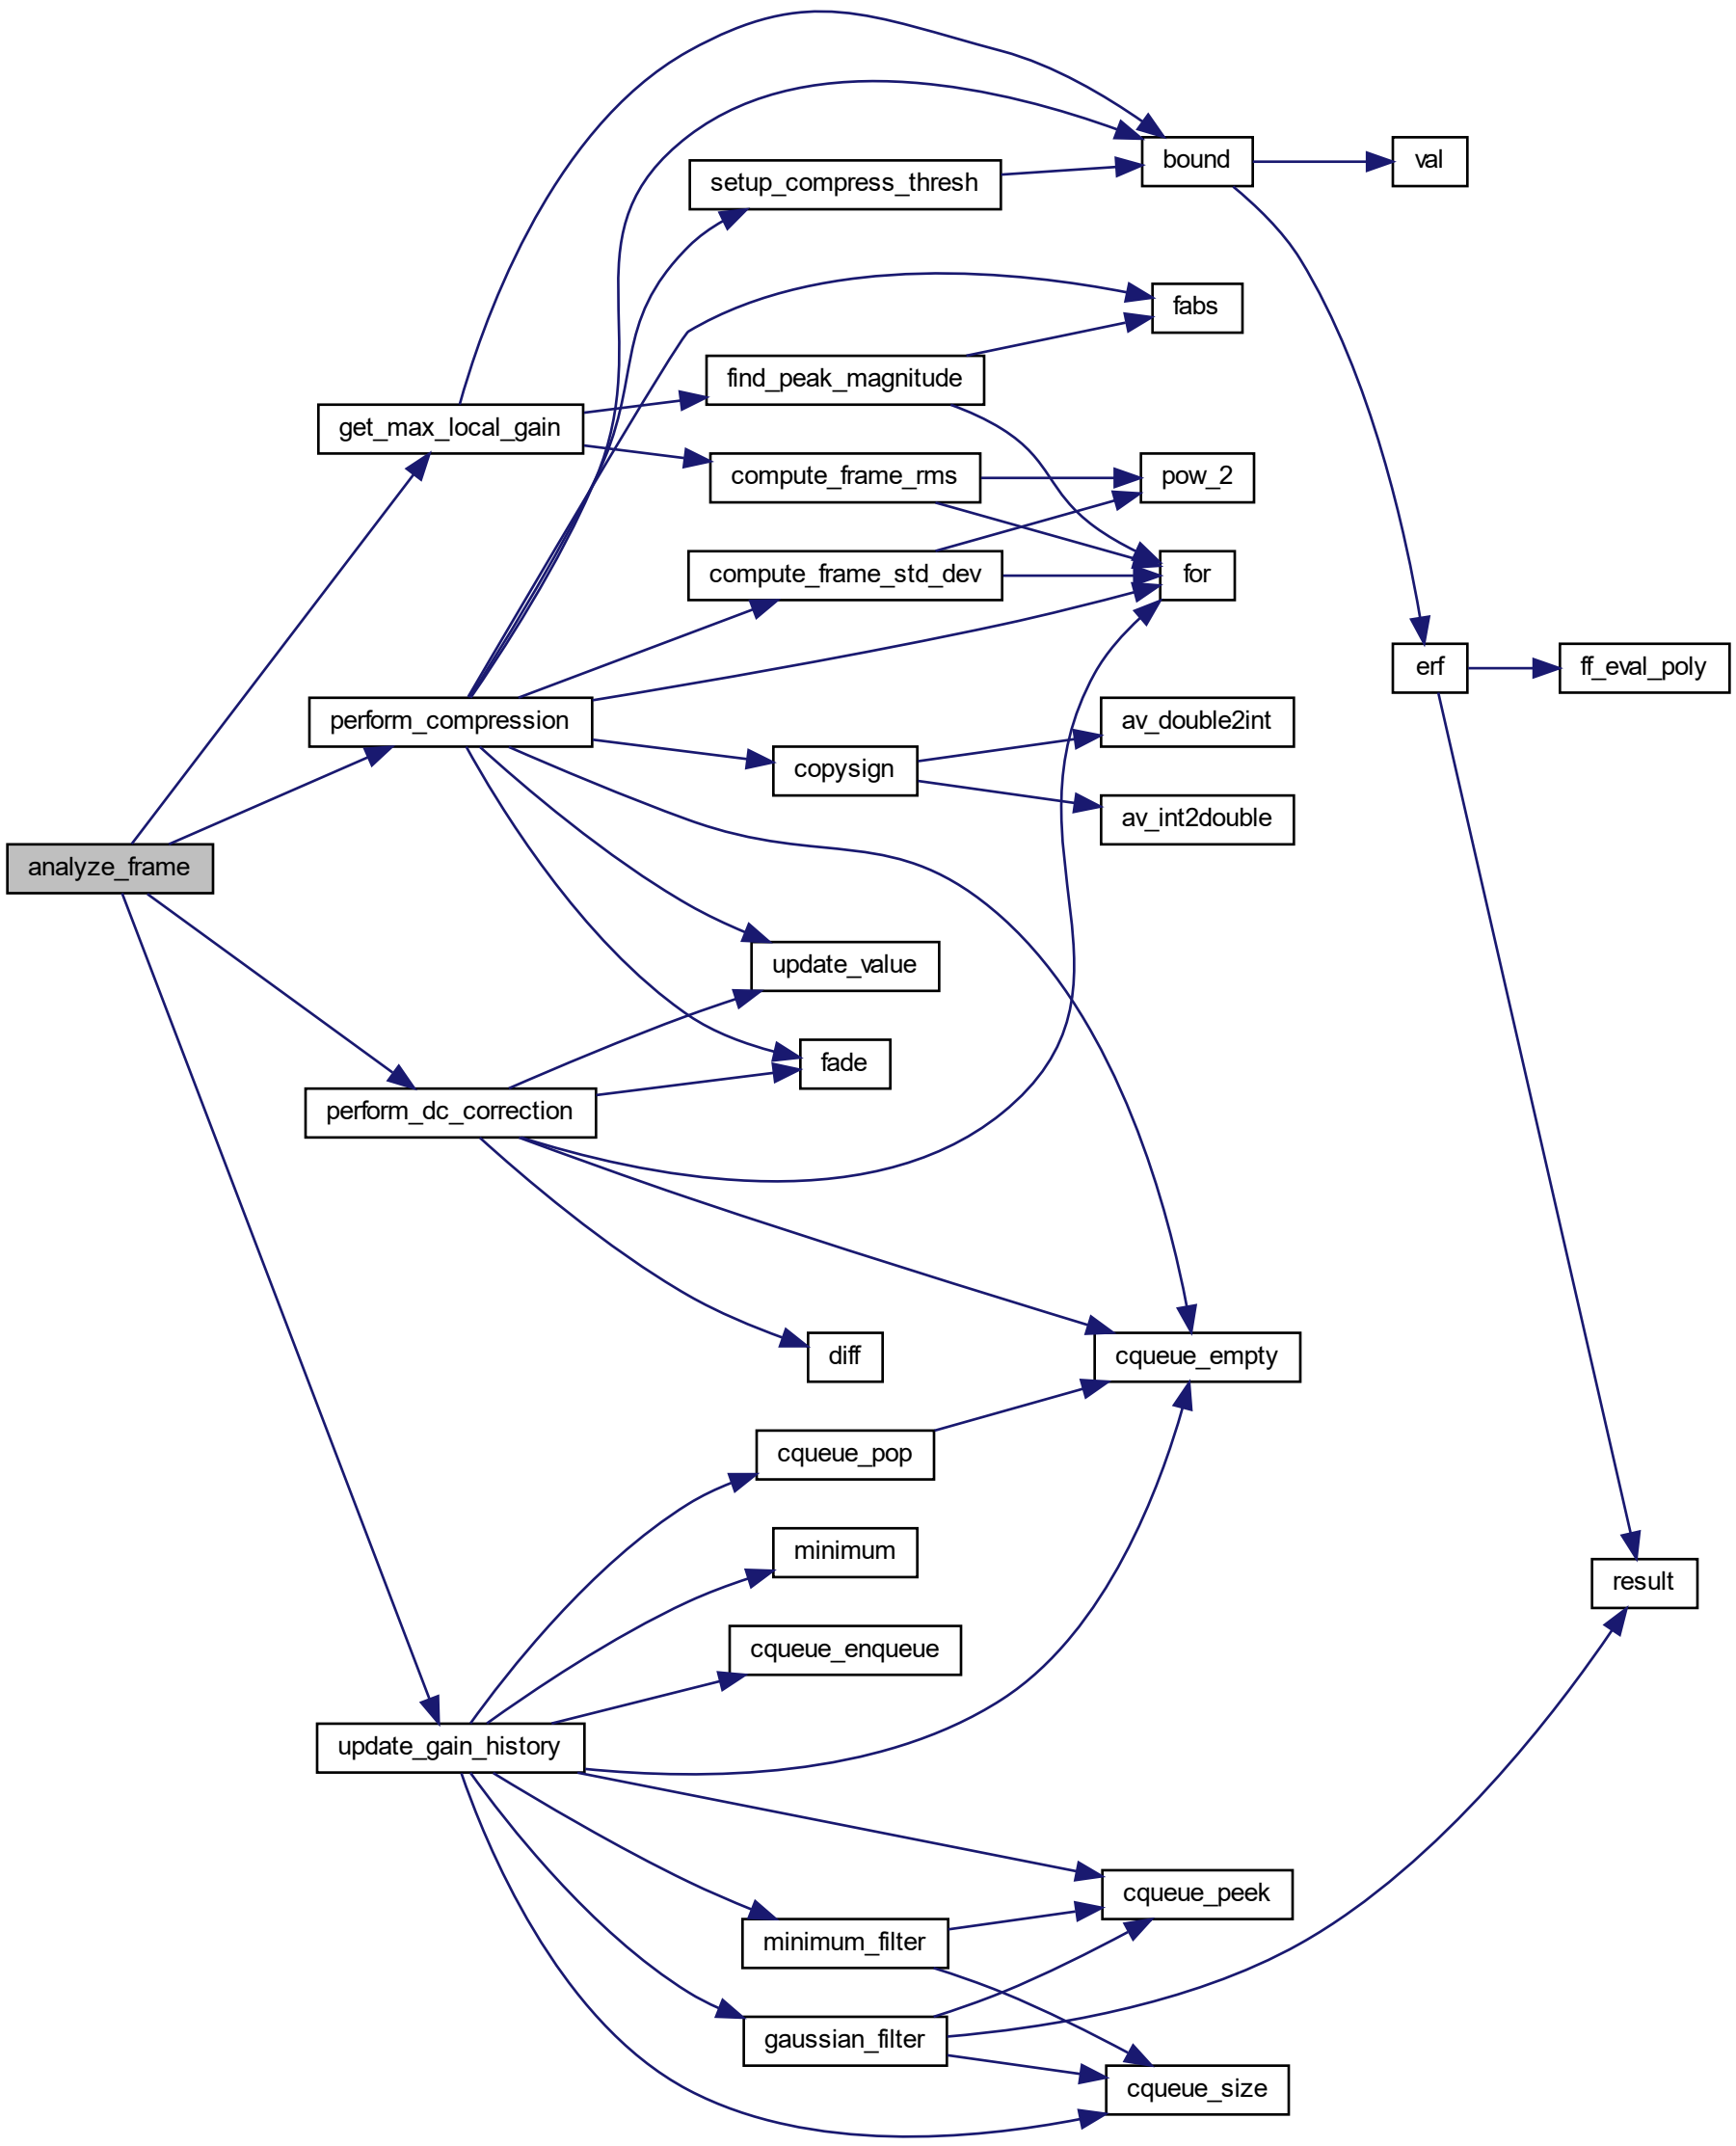 bound
val
setup_compress_thresh
fabs
find_peak_magnitude
get_max_local_gain
compute_frame_rms
pow_2
compute_frame_std_dev
for
erf
ff_eval_poly
perform_compression
av_double2int
copysign
av_int2double
analyze_frame
update_value
fade
perform_dc_correction
diff
cqueue_empty
cqueue_pop
minimum
result
cqueue_enqueue
update_gain_history
cqueue_peek
minimum_filter
gaussian_filter
cqueue_size